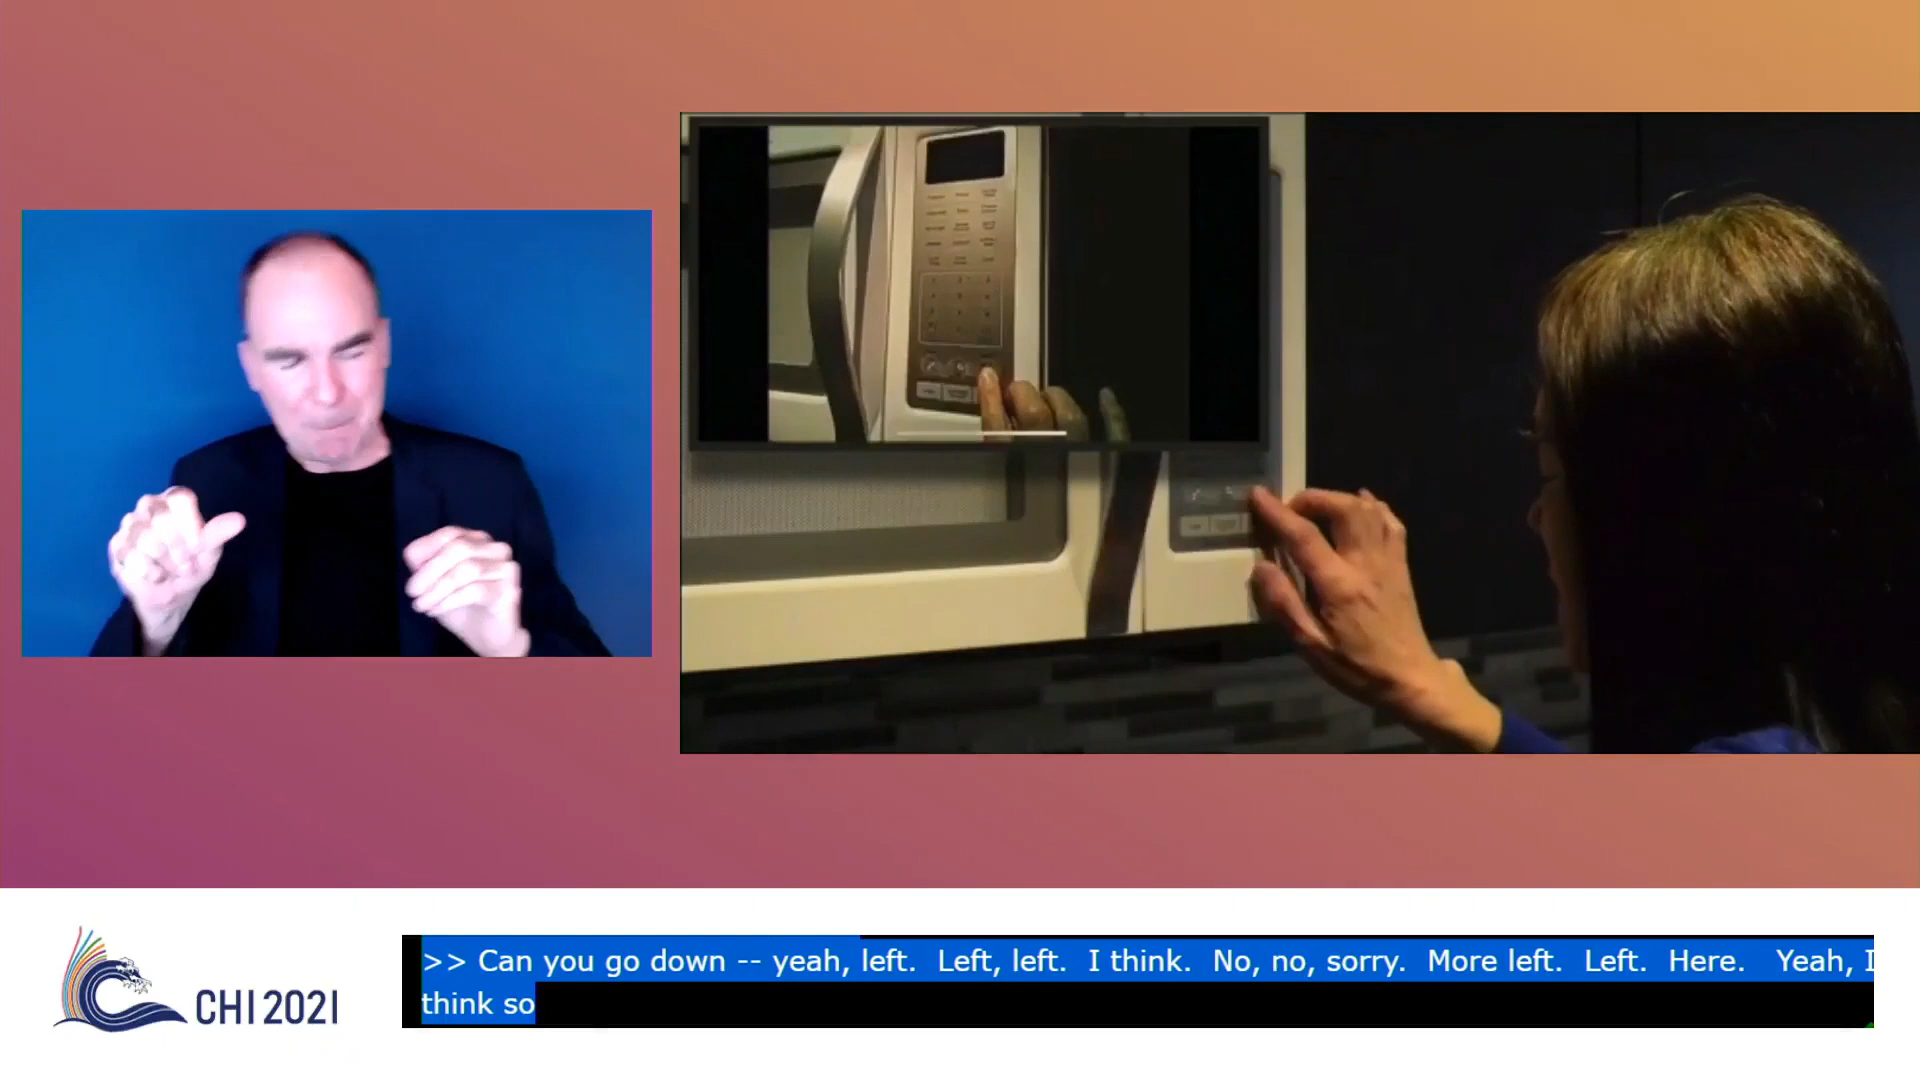 CHI 2021
>> Can you go down -- yeah, left.  Left, left.  I think.  No, no, sorry.  More left.  Left.  Here.   Yeah, I
think so